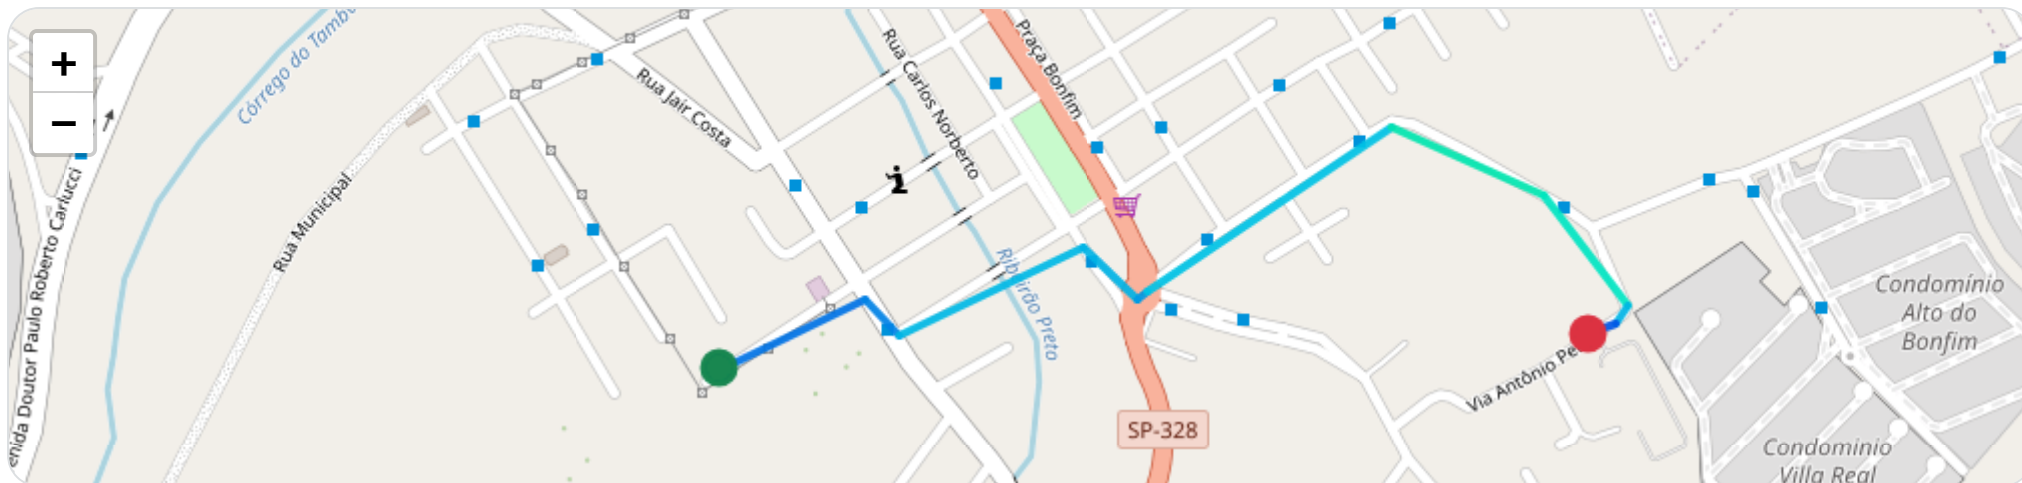 +
−
Córrego do Tamb
Rua Municipal
enida Doutor Paulo Roberto Carlucci
Rua Jair Costa
Rua Carlos Norberto
Praça Bonfim
Ribeirão Preto
SP-328
Via Antônio Pe
Condomínio
Alto do
Bonfim
Condominio
Villa Real